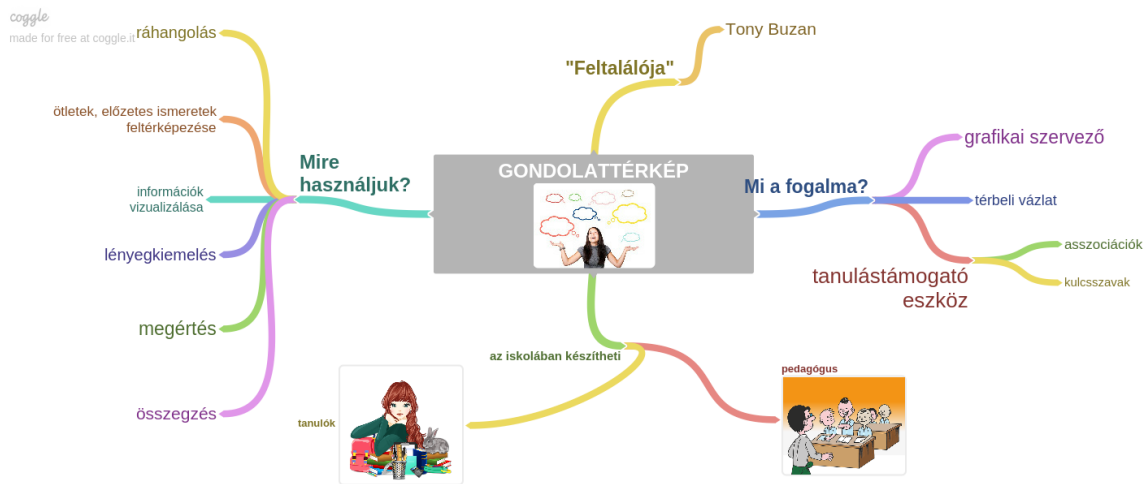 coggle
made for free at coggle.it
ráhangolás
ötletek, előzetes ismeretek
feltérképezése
információk
vizualizálása
lényegkiemelés
megértés
összegzés
Mire
használjuk?
"Feltalálója"
Tony Buzan
GONDOLATTÉRKÉP
Mi a fogalma?
grafikai szervező
térbeli vázlat
tanulástámogató
eszköz
asszociációk
kulcsszavak
az iskolában készítheti
tanulók
pedagógus